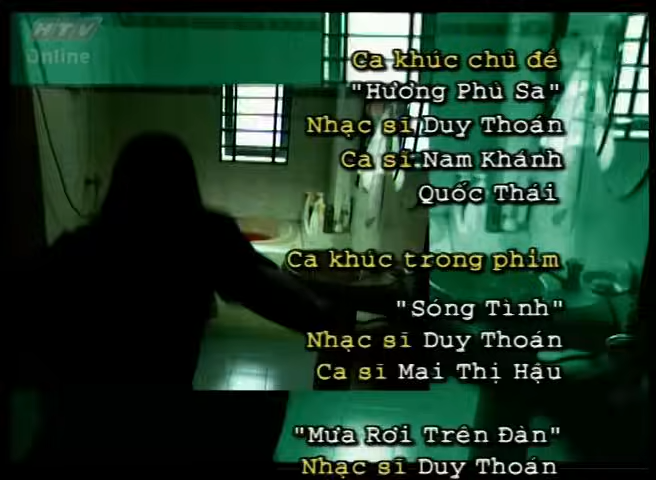 HTV
Online
Ca khúc chủ đề
"Hương Phù Sa"
Nhạc sĩ Duy Thoán
Ca sĩ Nam Khánh
Quốc Thái
Ca khúc trong phim
"Sóng Tình"
Nhạc sĩ Duy Thoán
Ca sĩ Mai Thị Hậu
"Mưa Rơi Trên Đàn"
Nhạc sĩ Duy Thoán